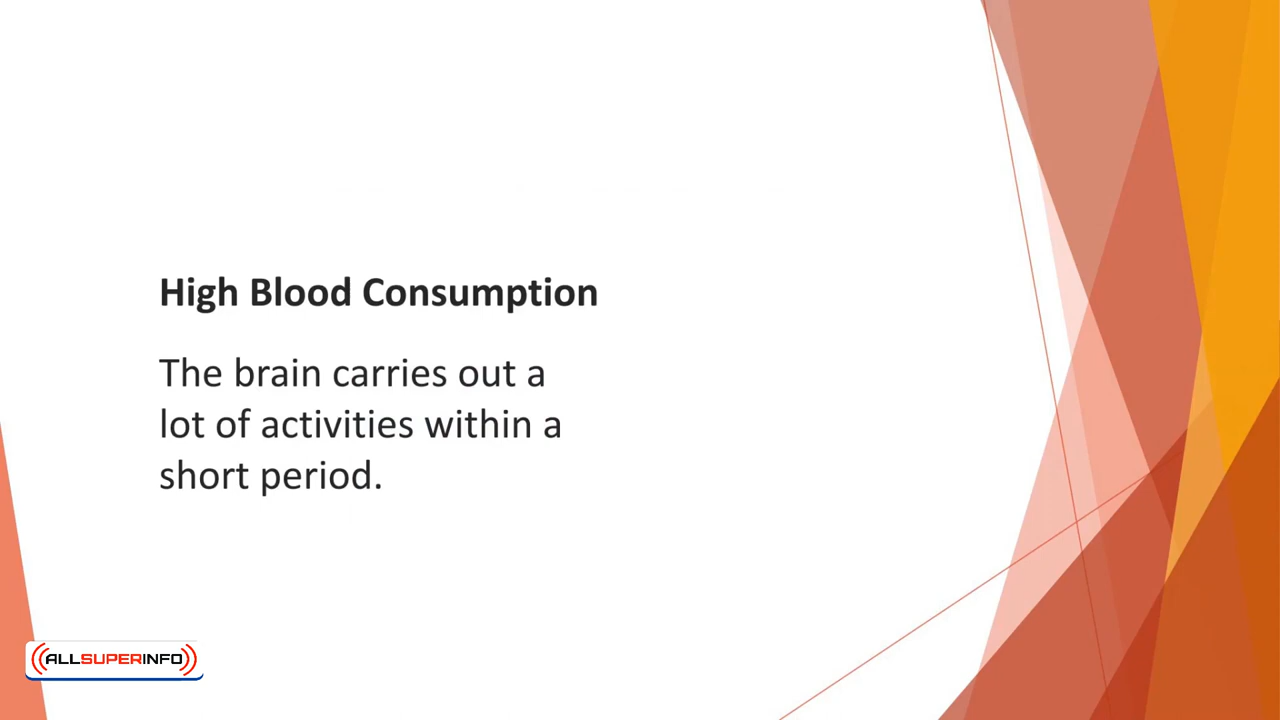 High Blood Consumption
The brain carries out a
lot of activities within a
short period.
ALLSUPERINFO